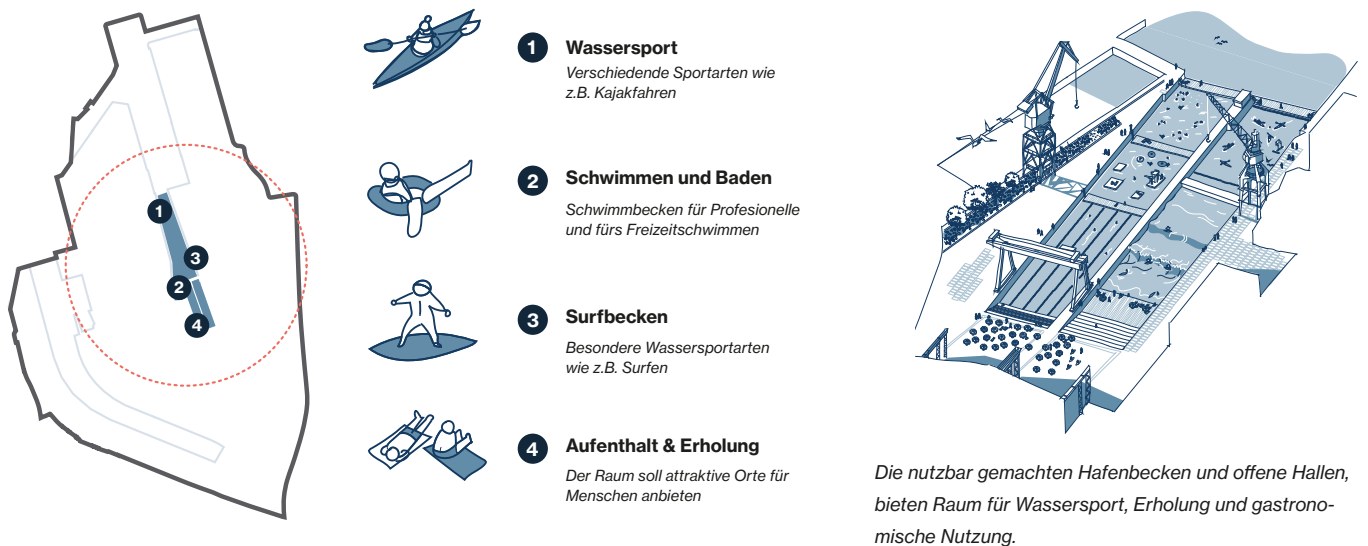 1
3
2
4
1 Wassersport
Verschiedende Sportarten wie
z.B. Kajakfahren
2 Schwimmen und Baden
Schwimmbecken für Profesionelle
und fürs Freizeitschwimmen
3 Surfbecken
Besondere Wassersportarten
wie z.B. Surfen
4 Aufenthalt & Erholung
Der Raum soll attraktive Orte für
Menschen anbieten
Die nutzbar gemachten Hafenbecken und offene Hallen,
bieten Raum für Wassersport, Erholung und gastrono-
mische Nutzung.